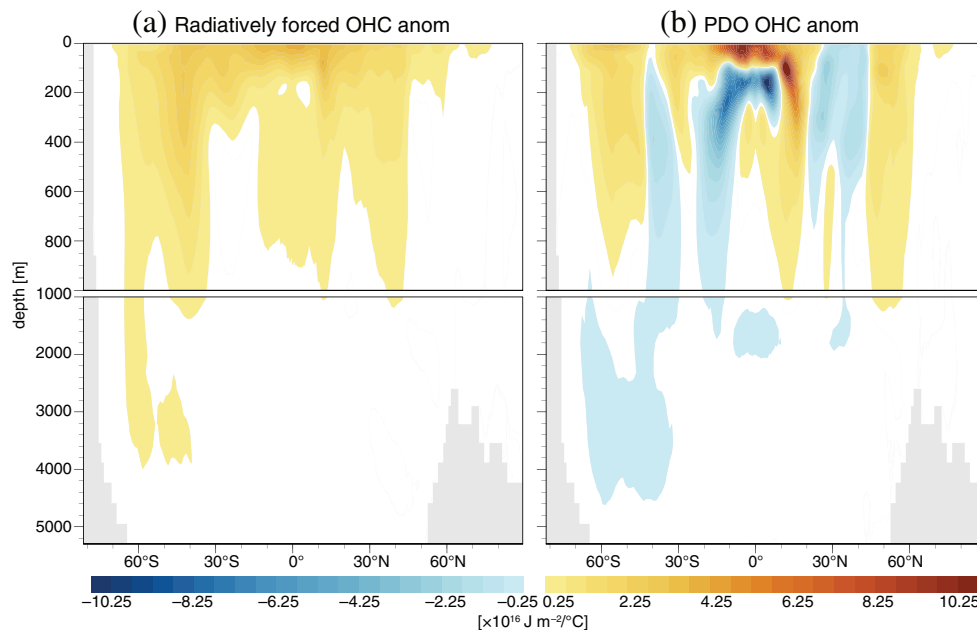 (a) Radiatively forced OHC anom (b) PDO OHC anom
0
200
400
600
800
1000
2000
3000
4000
5000
depth [m]
60°S 30°S 0° 30°N 60°N 60°S 30°S 0° 30°N 60°N
−10.25 −8.25 −6.25 −4.25 −2.25 −0.25 0.25 2.25 4.25 6.25 8.25 10.25
[×10¹⁶ J m⁻²/°C]